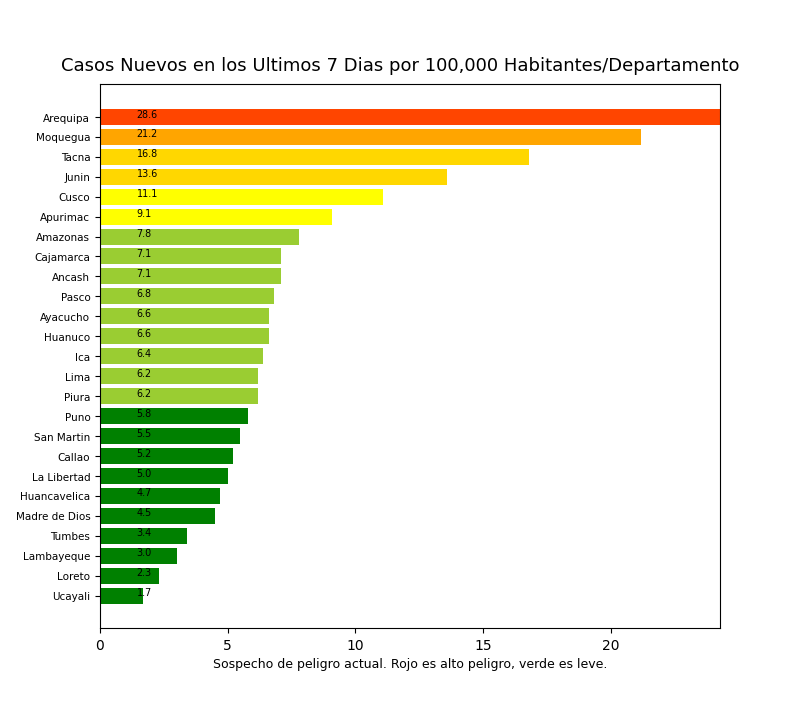 Casos Nuevos en los Ultimos 7 Dias por 100,000 Habitantes/Departamento
Arequipa 28.6
Moquegua 21.2
Tacna 16.8
Junin 13.6
Cusco 11.1
Apurimac 9.1
Amazonas 7.8
Cajamarca 7.1
Ancash 7.1
Pasco 6.8
Ayacucho 6.6
Huanuco 6.6
Ica 6.4
Lima 6.2
Piura 6.2
Puno 5.8
San Martin 5.5
Callao 5.2
La Libertad 5.0
Huancavelica 4.7
Madre de Dios 4.5
Tumbes 3.4
Lambayeque 3.0
Loreto 2.3
Ucayali 1.7
0 5 10 15 20
Sospecho de peligro actual. Rojo es alto peligro, verde es leve.